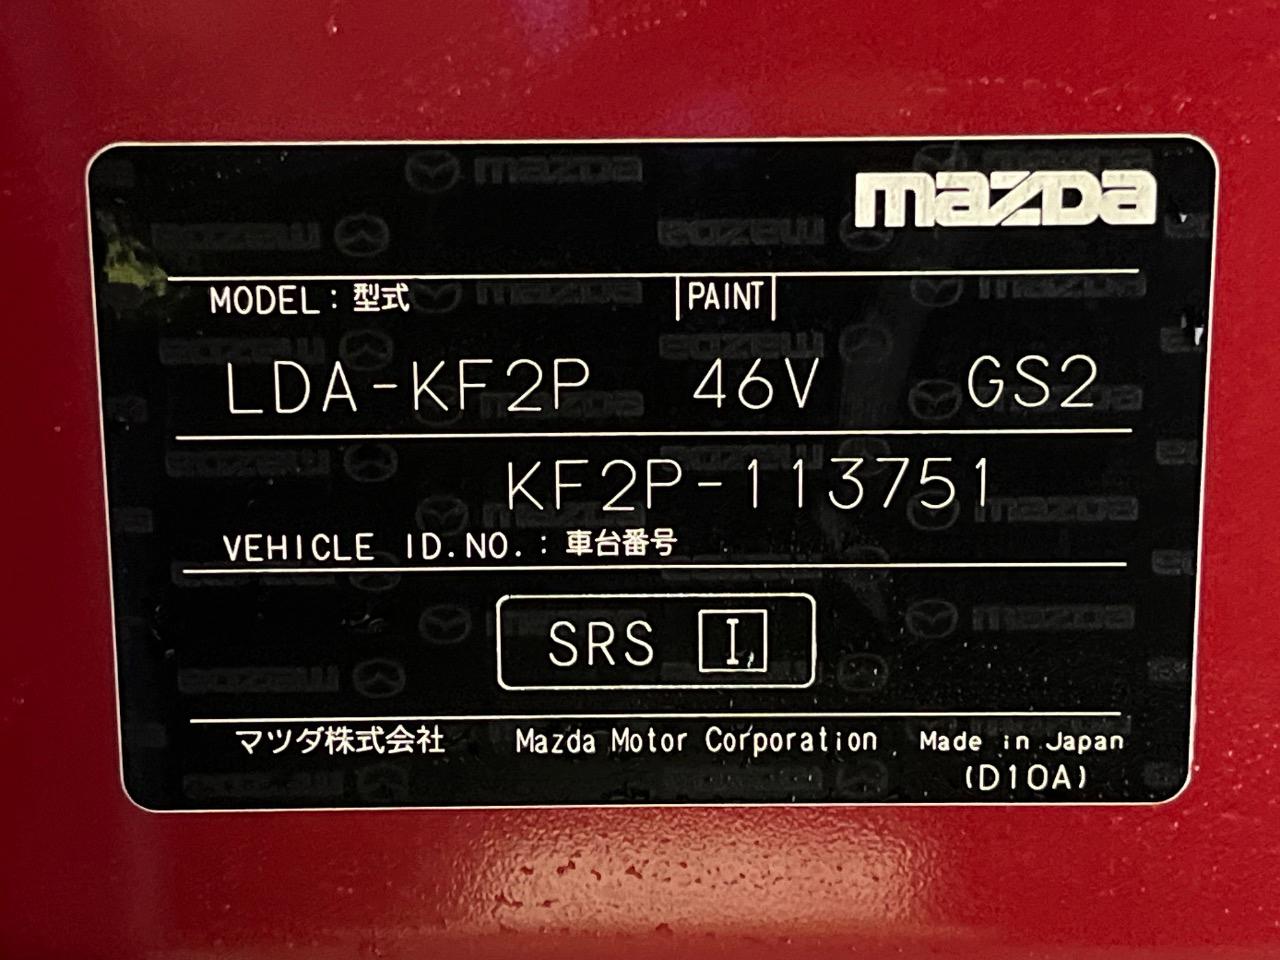 mazda
MODEL : 型式 PAINT
LDA-KF2P 46V GS2
KF2P-113751
VEHICLE ID.NO. : 車台番号
SRS I
マツダ株式会社 Mazda Motor Corporation Made in Japan
(D10A)